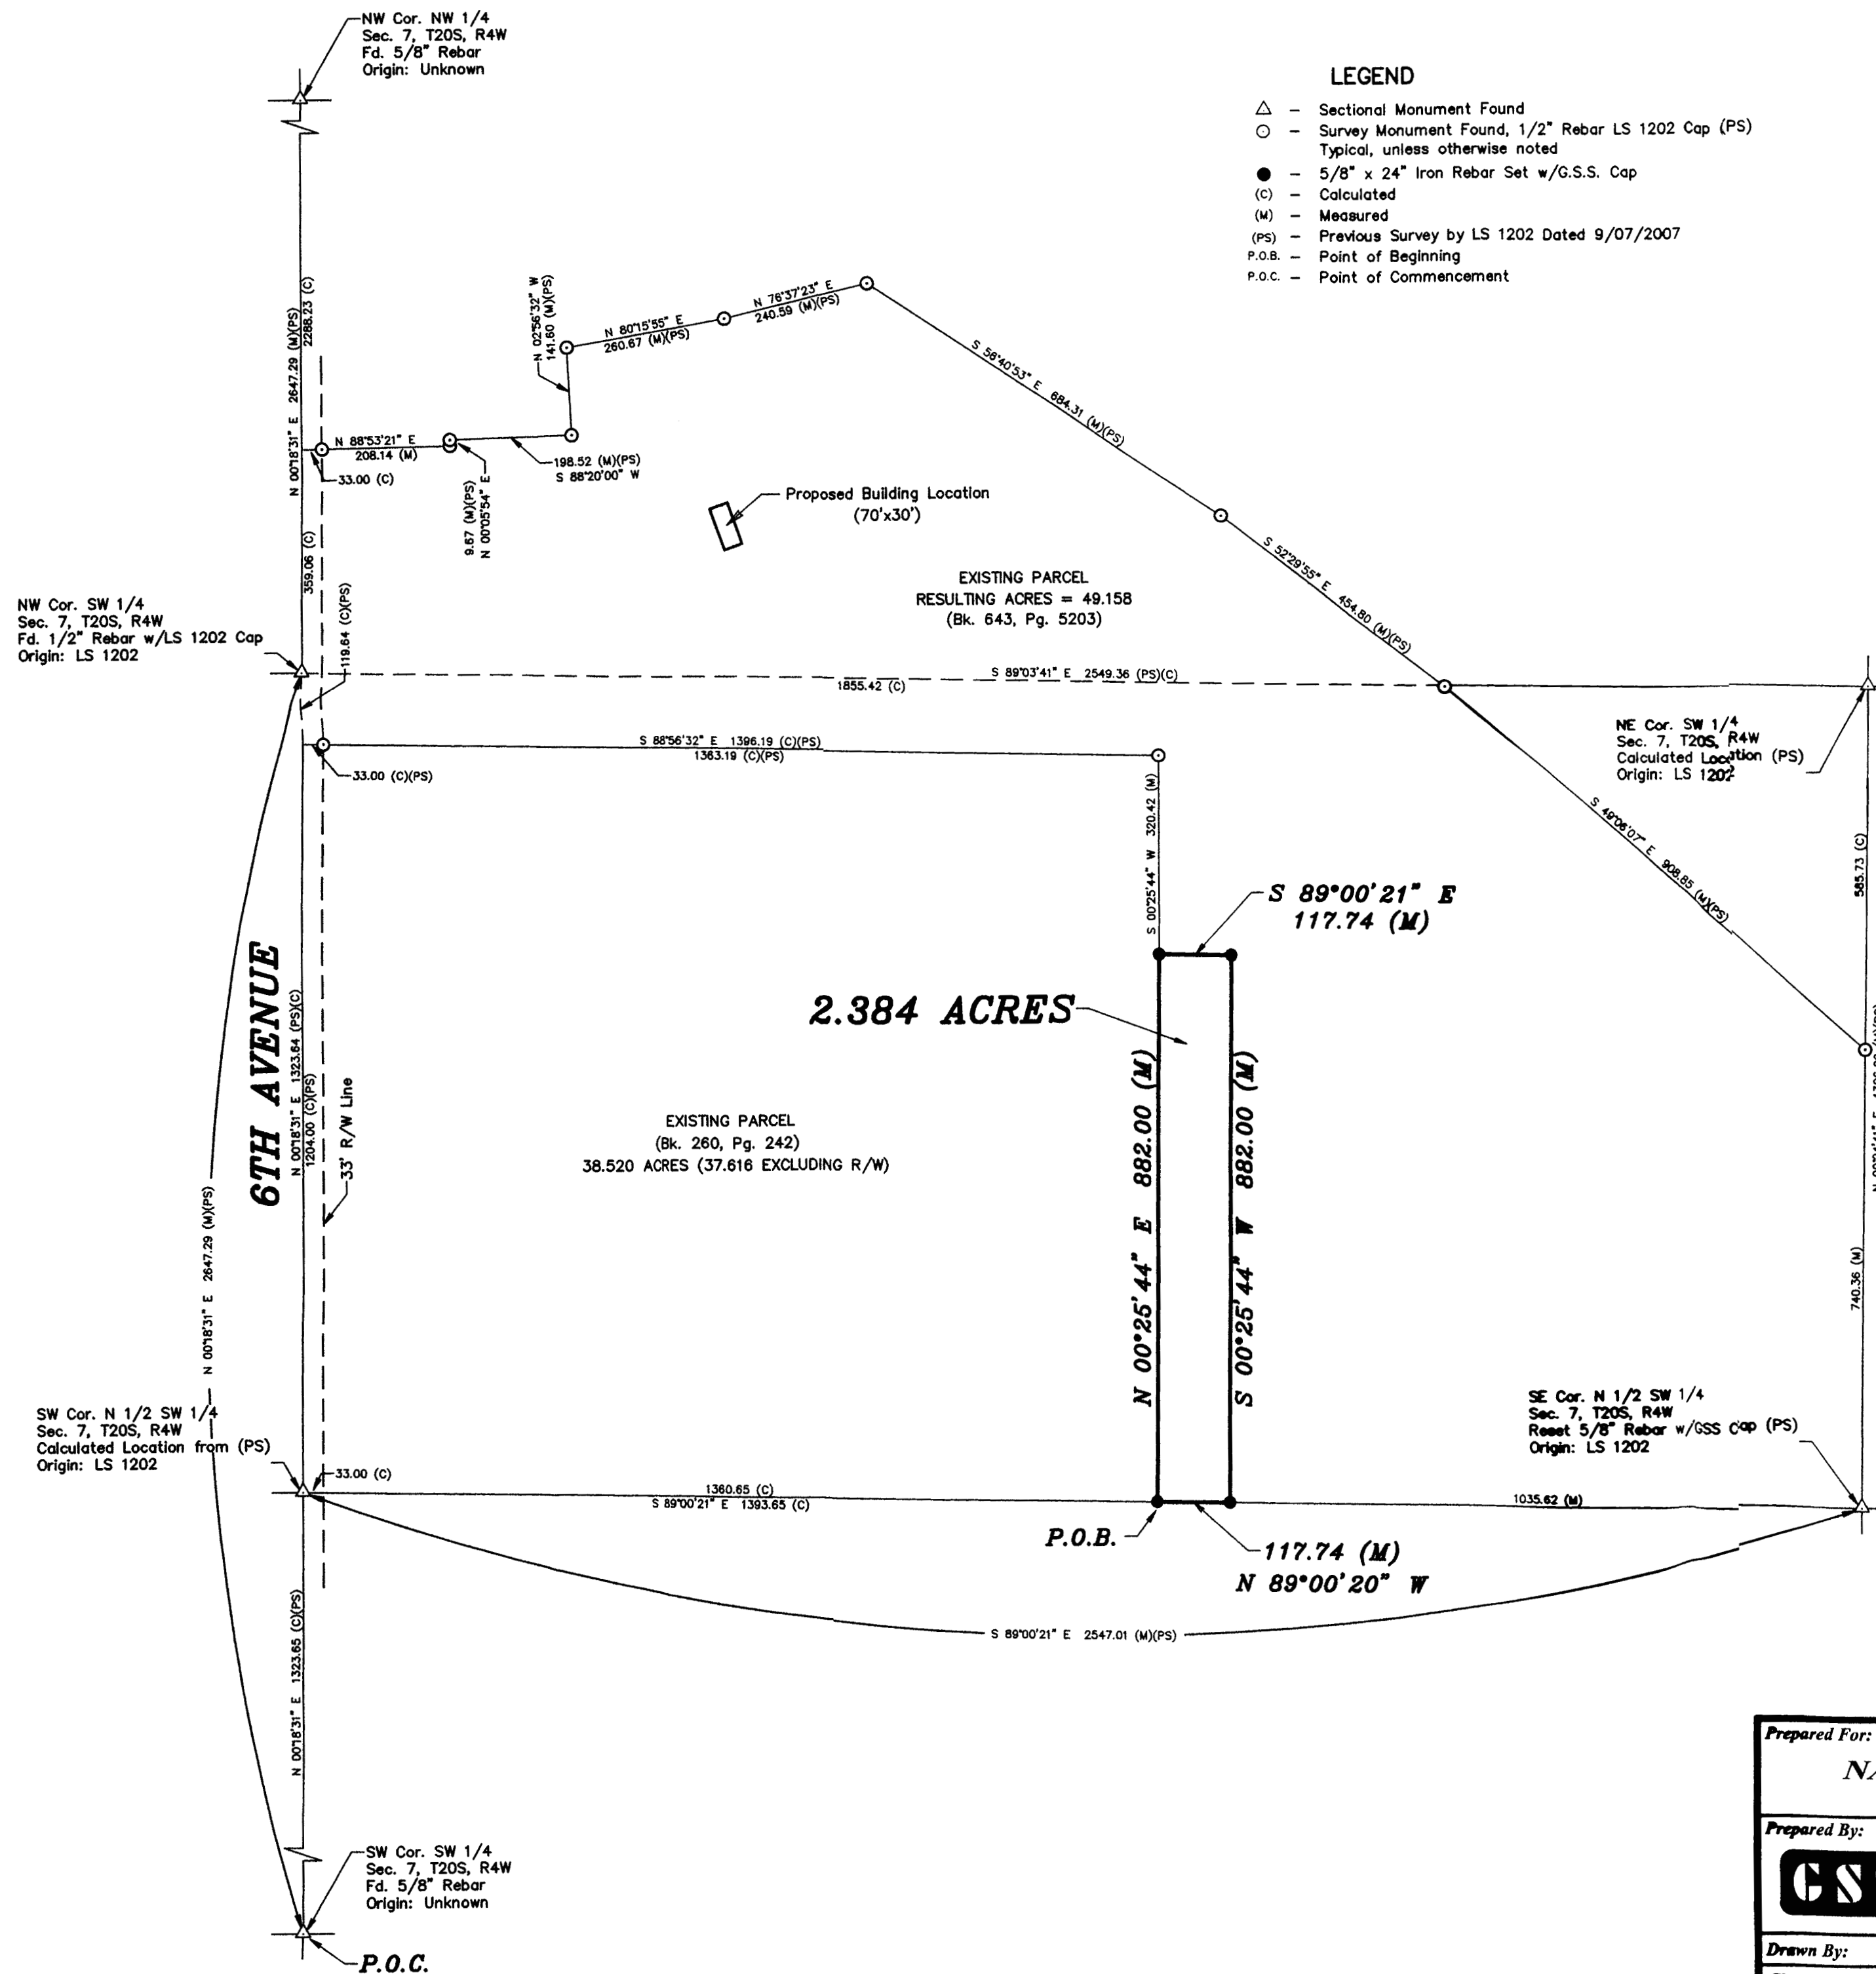 NW Cor. NW 1/4
Sec. 7, T20S, R4W
Fd. 5/8" Rebar
Origin: Unknown
LEGEND
△ – Sectional Monument Found
⊙ – Survey Monument Found, 1/2" Rebar LS 1202 Cap (PS)
Typical, unless otherwise noted
● – 5/8" x 24" Iron Rebar Set w/G.S.S. Cap
(C) – Calculated
(M) – Measured
(PS) – Previous Survey by LS 1202 Dated 9/07/2007
P.O.B. – Point of Beginning
P.O.C. – Point of Commencement
N 00°18'31" E 2647.29 (M)(PS)
2288.23 (C)
N 02°56'32" W
141.60 (M)(PS)
N 80°15'55" E
260.67 (M)(PS)
N 76°37'23" E
240.59 (M)(PS)
S 56°40'53" E 684.31 (M)(PS)
N 88°53'21" E
208.14 (M)
33.00 (C)
198.52 (M)(PS)
S 88°20'00" W
9.67 (M)(PS)
N 00°05'54" E
Proposed Building Location
(70'x30')
S 52°29'55" E 454.80 (M)(PS)
359.06 (C)
EXISTING PARCEL
RESULTING ACRES = 49.158
(Bk. 643, Pg. 5203)
NW Cor. SW 1/4
Sec. 7, T20S, R4W
Fd. 1/2" Rebar w/LS 1202 Cap
Origin: LS 1202
119.64 (C)(PS)
S 89°03'41" E 2549.36 (PS)(C)
1855.42 (C)
NE Cor. SW 1/4
Sec. 7, T20S, R4W
Calculated Location (PS)
Origin: LS 1202
S 88°56'32" E 1396.19 (C)(PS)
1363.19 (C)(PS)
33.00 (C)(PS)
S 00°25'44" W 320.42 (M)
S 49°06'07" E 908.85 (M)(PS)
585.73 (C)
S 89°00'21" E
117.74 (M)
2.384 ACRES
6TH AVENUE
N 00°18'31" E 1323.64 (PS)(C)
1204.00 (C)(PS)
33' R/W Line
EXISTING PARCEL
(Bk. 260, Pg. 242)
38.520 ACRES (37.616 EXCLUDING R/W)
N 00°25'44" E 882.00 (M)
S 00°25'44" W 882.00 (M)
740.36 (M)
N 00°18'31" E 2647.29 (M)(PS)
SW Cor. N 1/2 SW 1/4
Sec. 7, T20S, R4W
Calculated Location from (PS)
Origin: LS 1202
SE Cor. N 1/2 SW 1/4
Sec. 7, T20S, R4W
Reset 5/8" Rebar w/GSS Cap (PS)
Origin: LS 1202
33.00 (C)
1360.65 (C)
S 89°00'21" E 1393.65 (C)
1035.62 (M)
P.O.B.
117.74 (M)
N 89°00'20" W
S 89°00'21" E 2547.01 (M)(PS)
N 00°18'31" E 1323.65 (C)(PS)
SW Cor. SW 1/4
Sec. 7, T20S, R4W
Fd. 5/8" Rebar
Origin: Unknown
P.O.C.
Prepared For:
Prepared By:
GS
Drawn By: